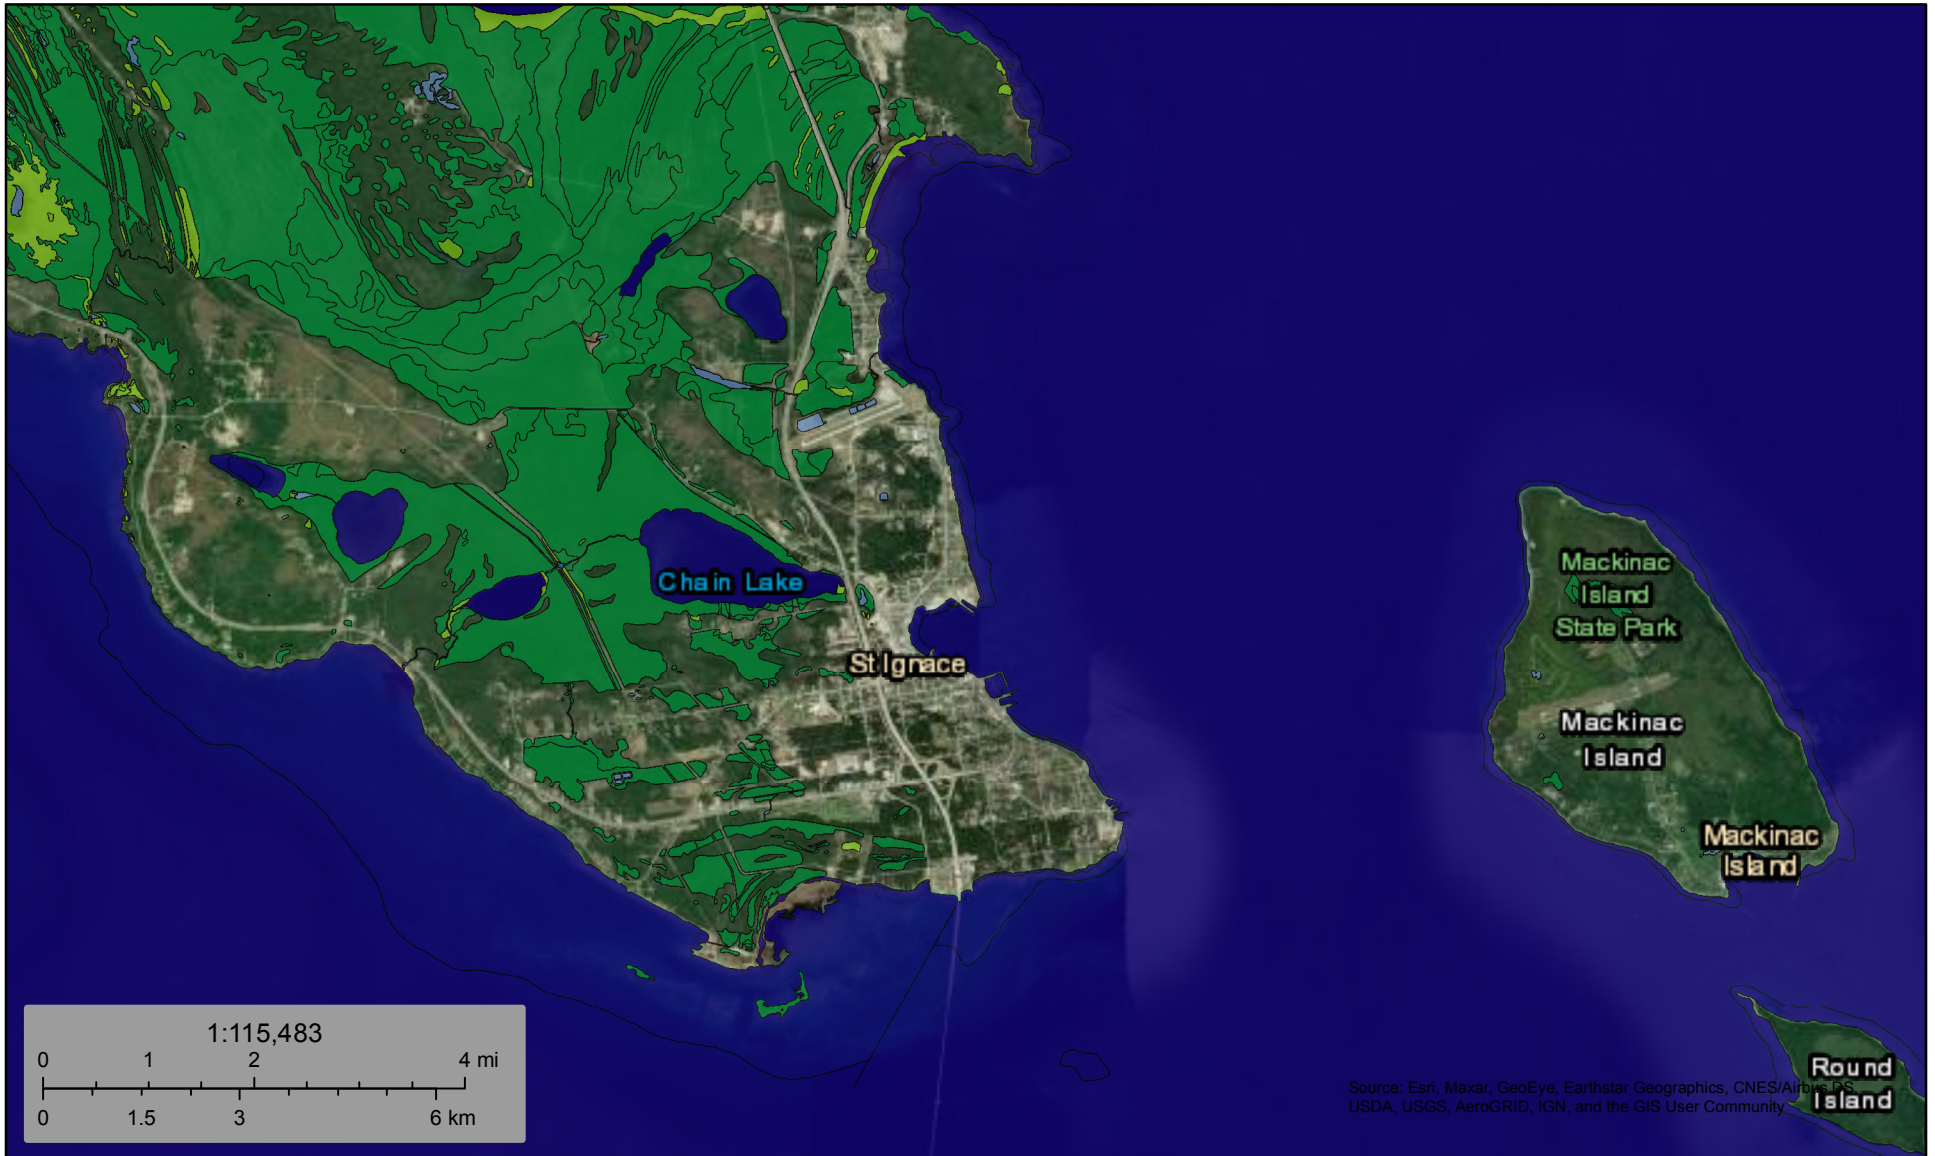 Chain Lake
St Ignace
Mackinac
Island
State Park
Mackinac
Island
Mackinac
Island
Round
Island
1:115,483
0 1 2 4 mi
0 1.5 3 6 km
Source: Esri, Maxar, GeoEye, Earthstar Geographics, CNES/Airbus DS,
USDA, USGS, AeroGRID, IGN, and the GIS User Community